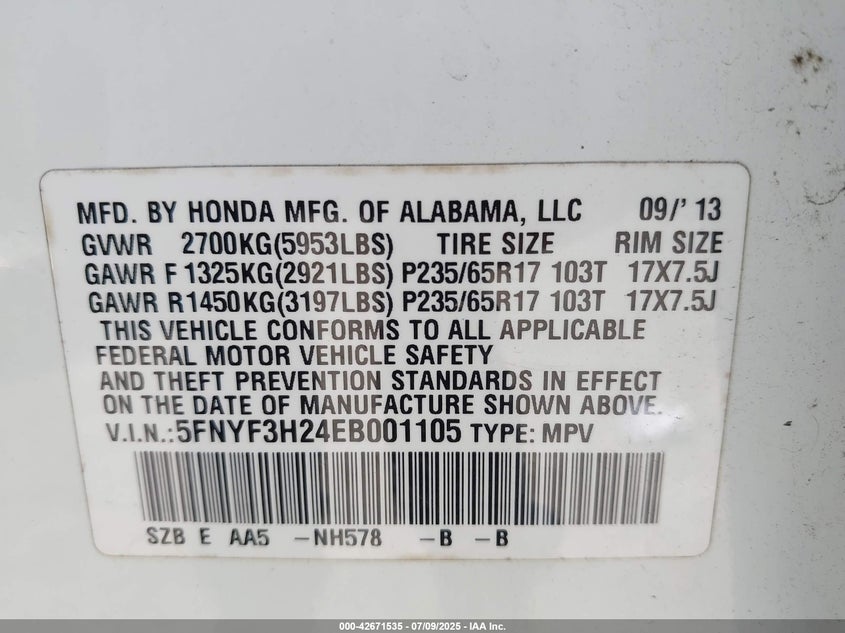 MFD. BY HONDA MFG. OF ALABAMA, LLC 09/' 13
GVWR 2700KG(5953LBS) TIRE SIZE RIM SIZE
GAWR F 1325KG(2921LBS) P235/65R17 103T 17X7.5J
GAWR R1450KG(3197LBS) P235/65R17 103T 17X7.5J
THIS VEHICLE CONFORMS TO ALL APPLICABLE
FEDERAL MOTOR VEHICLE SAFETY
AND THEFT PREVENTION STANDARDS IN EFFECT
ON THE DATE OF MANUFACTURE SHOWN ABOVE.
V.I.N.:5FNYF3H24EB001105 TYPE: MPV
SZB E AA5 -NH578 -B -B
000-42671535 / 07/09/2025 - IAA Inc.